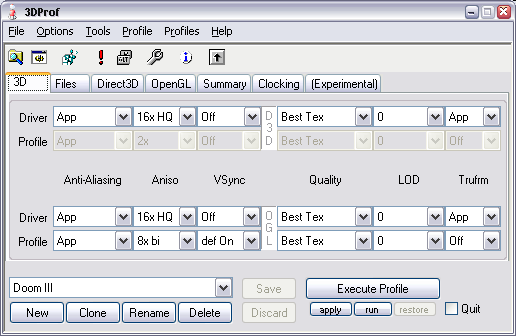 3DProf
File Options Tools Profile Profiles Help
3D Files Direct3D OpenGL Summary Clocking (Experimental)
Driver App 16x HQ Off D3D Best Tex 0 App
Profile App 2x Off Best Tex 0 Off
Anti-Aliasing Aniso VSync Quality LOD Trufrm
Driver App 16x HQ Off OGL Best Tex 0 App
Profile App 8x bi def On Best Tex 0 Off
Doom III Save Execute Profile
New Clone Rename Delete Discard apply run restore Quit